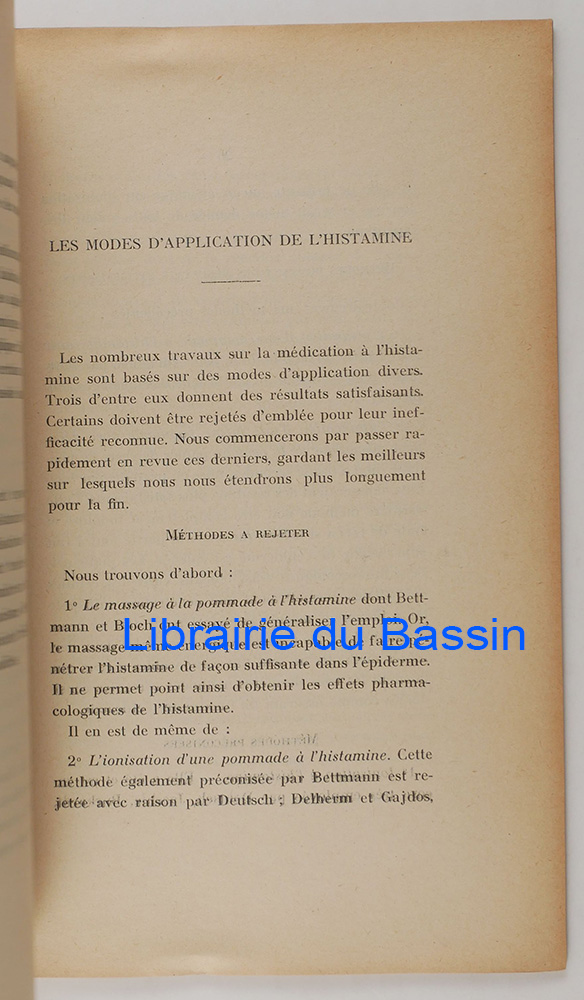 LES MODES D'APPLICATION DE L'HISTAMINE
Les nombreux travaux sur la médication à l'hista-
mine sont basés sur des modes d'application divers.
Trois d'entre eux donnent des résultats satisfaisants.
Certains doivent être rejetés d'emblée pour leur inef-
ficacité reconnue. Nous commencerons par passer ra-
pidement en revue ces derniers, gardant les meilleurs
sur lesquels nous nous étendrons plus longuement
pour la fin.
MÉTHODES A REJETER
Nous trouvons d'abord :
1° Le massage à la pommade à l'histamine dont Bett-
mann et Bloch ont essayé de généraliser l'emploi. Or,
le massage même énergique est incapable de faire pé-
Librairie du Bassin
nétrer l'histamine de façon suffisante dans l'épiderme.
Il ne permet point ainsi d'obtenir les effets pharma-
cologiques de l'histamine.
Il en est de même de :
2° L'ionisation d'une pommade à l'histamine. Cette
méthode également préconisée par Bettmann est re-
jetée avec raison par Deutsch ; Delherm et Gajdos,